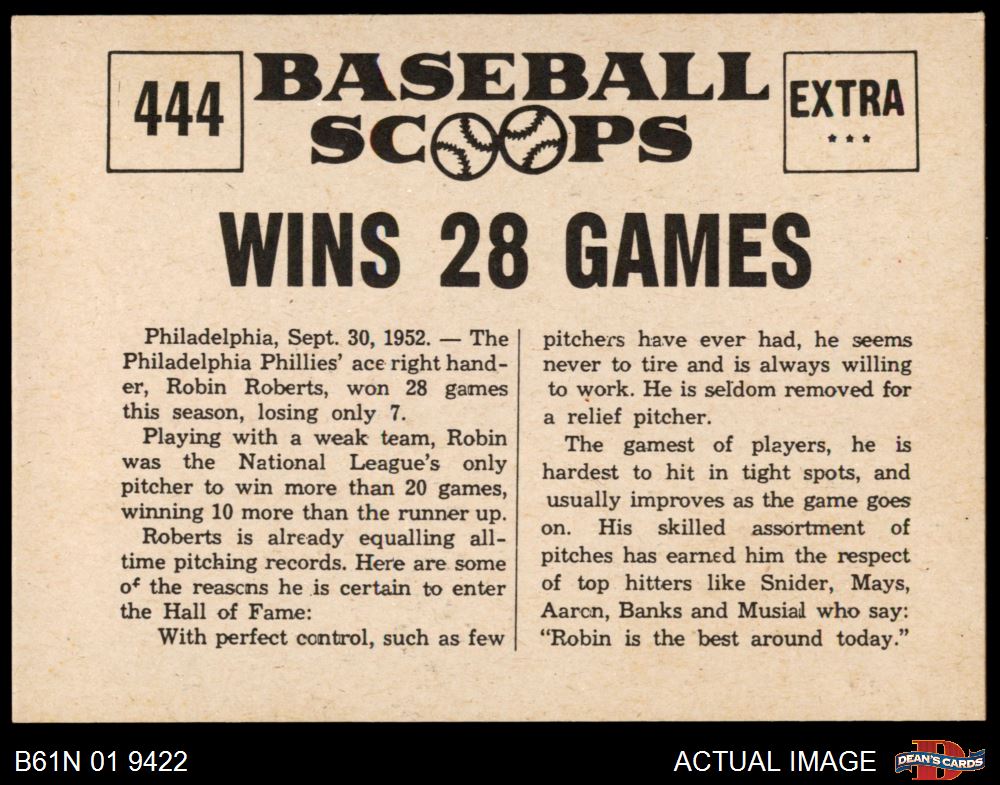 444
BASEBALL
SCOOPS
EXTRA
***
WINS 28 GAMES
Philadelphia, Sept. 30, 1952. — The
Philadelphia Phillies' ace right hand-
er, Robin Roberts, won 28 games
this season, losing only 7.
Playing with a weak team, Robin
was the National League's only
pitcher to win more than 20 games,
winning 10 more than the runner up.
Roberts is already equalling all-
time pitching records. Here are some
of the reasons he is certain to enter
the Hall of Fame:
With perfect control, such as few
pitchers have ever had, he seems
never to tire and is always willing
to work. He is seldom removed for
a relief pitcher.
The gamest of players, he is
hardest to hit in tight spots, and
usually improves as the game goes
on. His skilled assortment of
pitches has earned him the respect
of top hitters like Snider, Mays,
Aaron, Banks and Musial who say:
"Robin is the best around today."
B61N 01 9422
ACTUAL IMAGE
D
DEAN'S CARDS